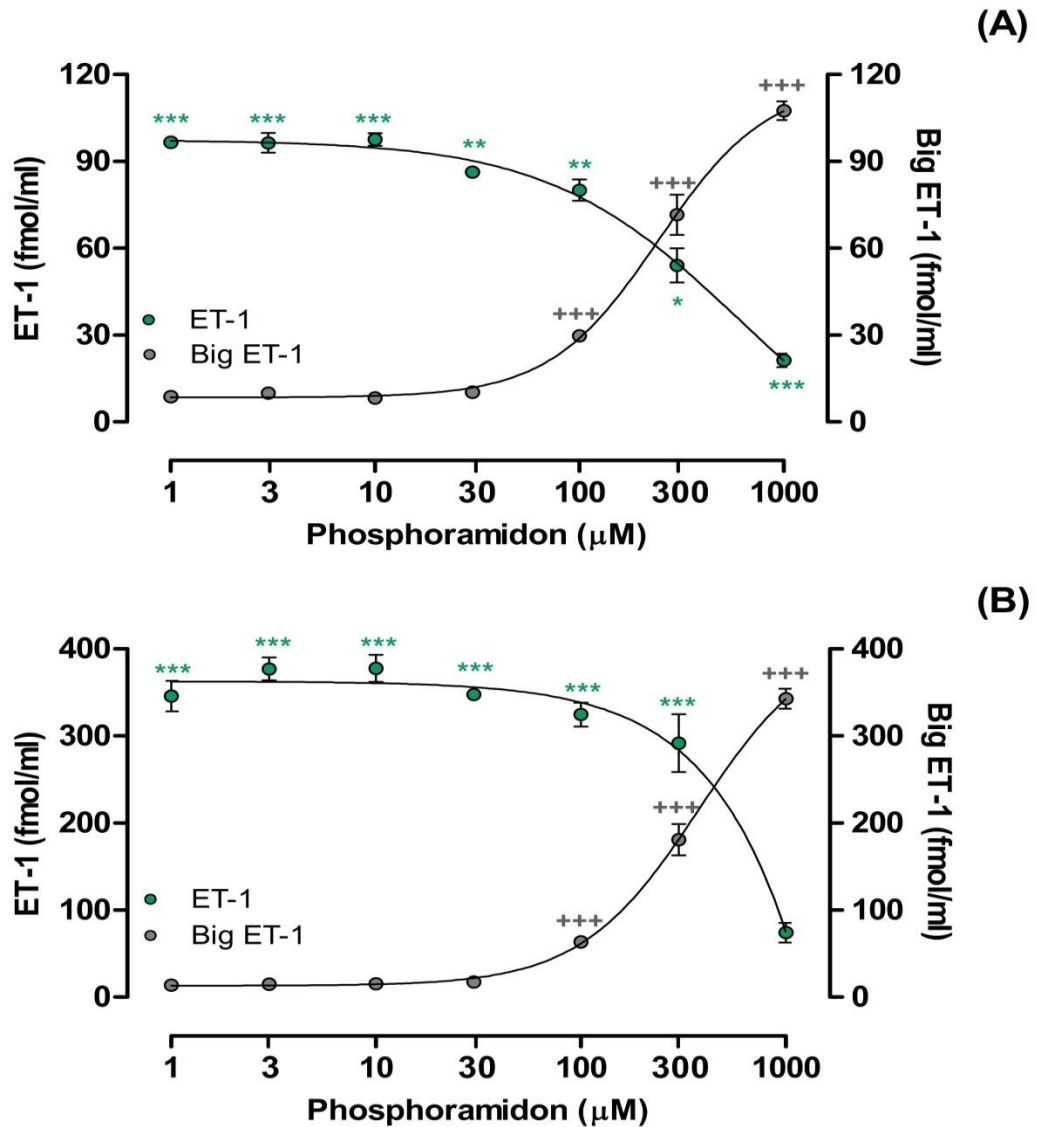 (A)
120 120
*** *** *** ** ** +++ +++
90 90
60 60
ET-1 (fmol/ml)
Big ET-1 (fmol/ml)
+++ *
ET-1
30 30
Big ET-1
***
0 0
1 3 10 30 100 300 1000
Phosphoramidon (μM)
(B)
400 400
*** *** *** *** *** *** +++
300 300
ET-1 (fmol/ml)
Big ET-1 (fmol/ml)
+++
200 200
ET-1
+++
100 100
Big ET-1
0 0
1 3 10 30 100 300 1000
Phosphoramidon (μM)